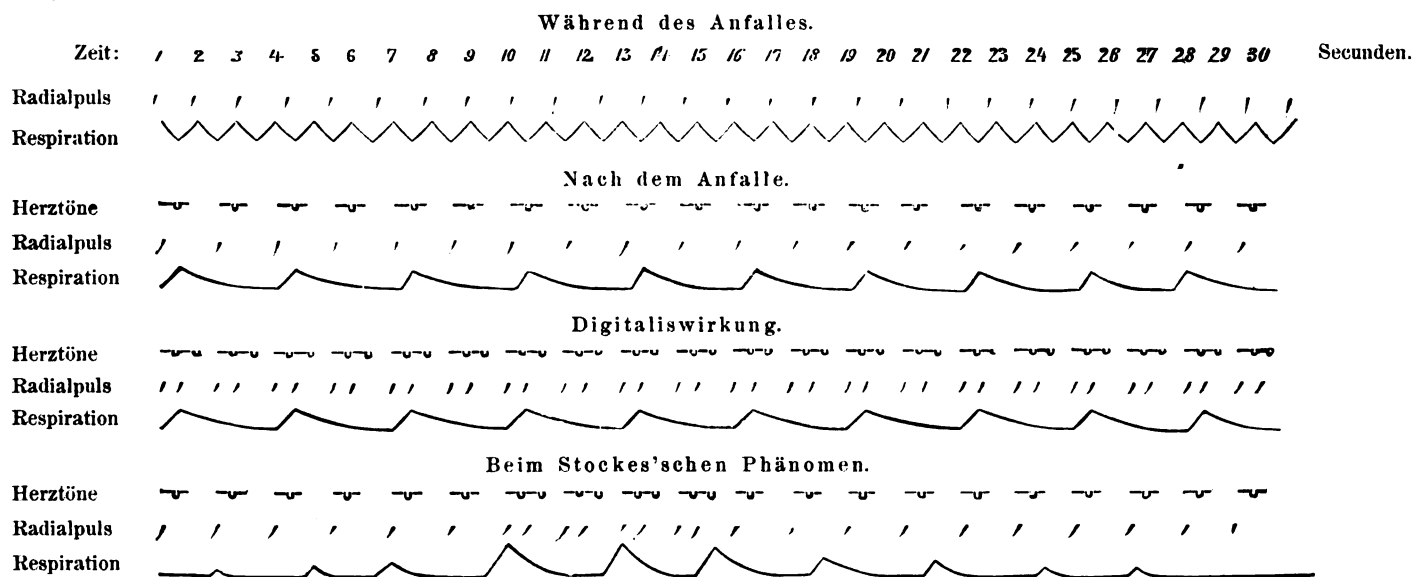 Während des Anfalles.
Zeit: 1 2 3 4 5 6 7 8 9 10 11 12 13 14 15 16 17 18 19 20 21 22 23 24 25 26 27 28 29 30 Secunden.
Radialpuls
Respiration
Nach dem Anfalle.
Herztöne
Radialpuls
Respiration
Digitaliswirkung.
Herztöne
Radialpuls
Respiration
Beim Stockes'schen Phänomen.
Herztöne
Radialpuls
Respiration